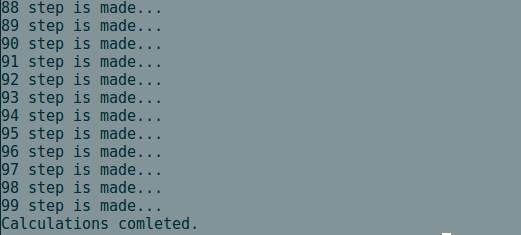 88 step is made...
89 step is made...
90 step is made...
91 step is made...
92 step is made...
93 step is made...
94 step is made...
95 step is made...
96 step is made...
97 step is made...
98 step is made...
99 step is made...
Calculations comleted.